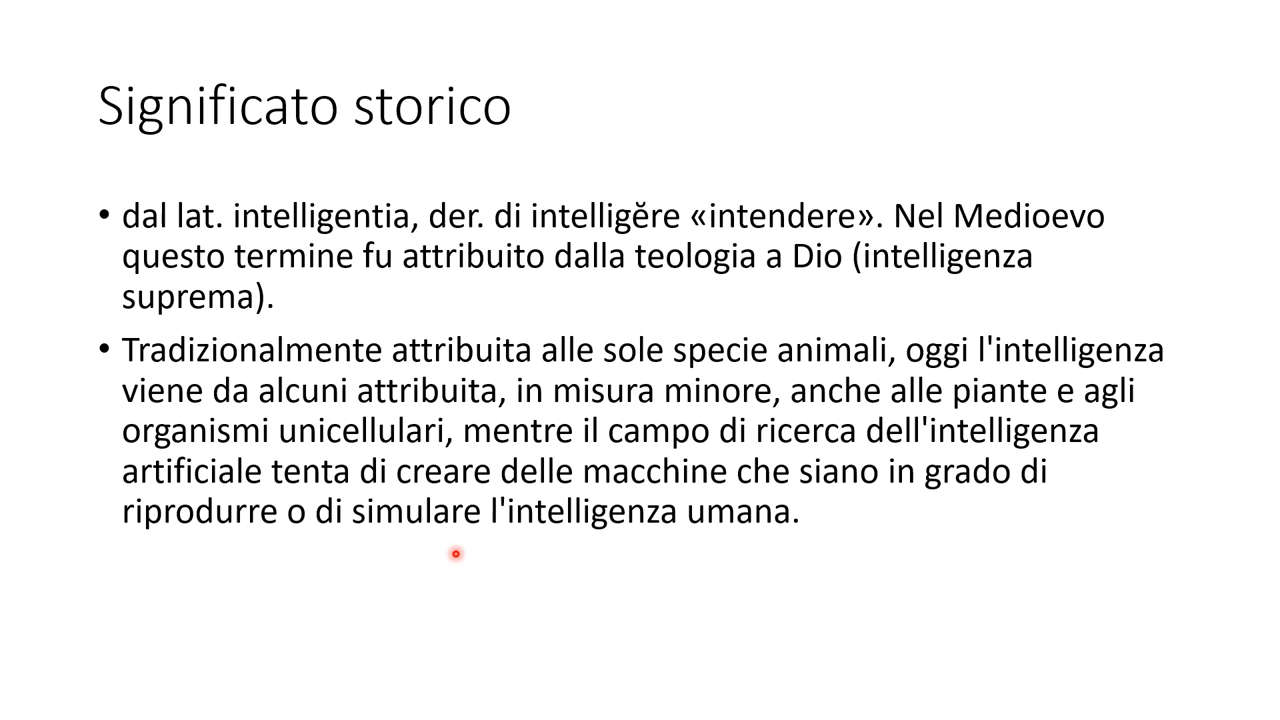 Significato storico
• dal lat. intelligentia, der. di intelligĕre «intendere». Nel Medioevo
questo termine fu attribuito dalla teologia a Dio (intelligenza
suprema).
• Tradizionalmente attribuita alle sole specie animali, oggi l'intelligenza
viene da alcuni attribuita, in misura minore, anche alle piante e agli
organismi unicellulari, mentre il campo di ricerca dell'intelligenza
artificiale tenta di creare delle macchine che siano in grado di
riprodurre o di simulare l'intelligenza umana.